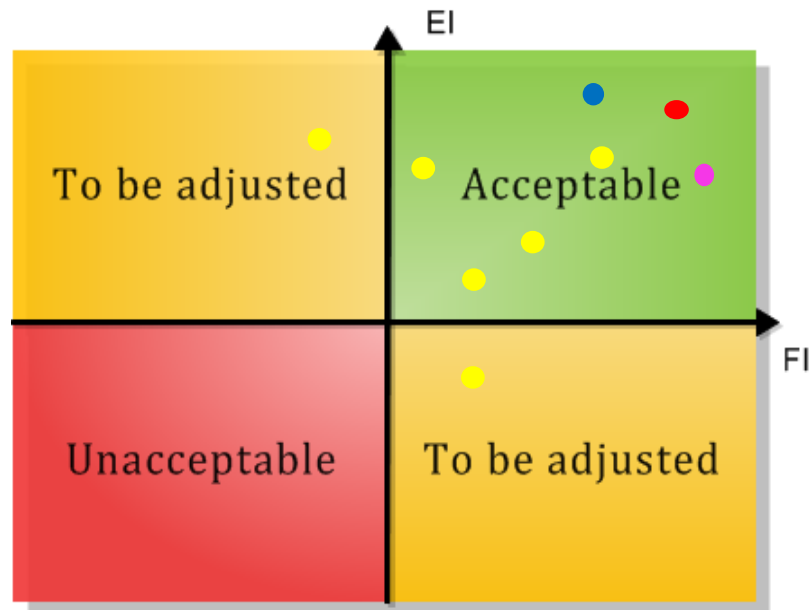 EI
To be adjusted
Acceptable
FI
Unacceptable
To be adjusted